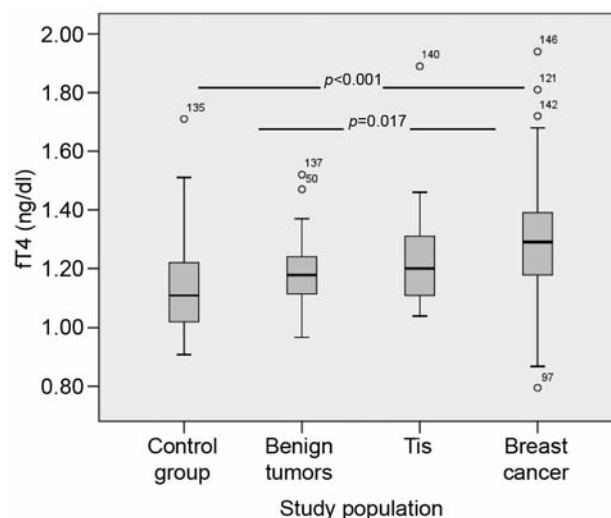 2.00
1.80
1.60
1.40
1.20
1.00
0.80
fT4 (ng/dl)
146
140
121
p<0.001
142
135
p=0.017
137
50
97
Control group
Benign tumors
Tis
Breast cancer
Study population